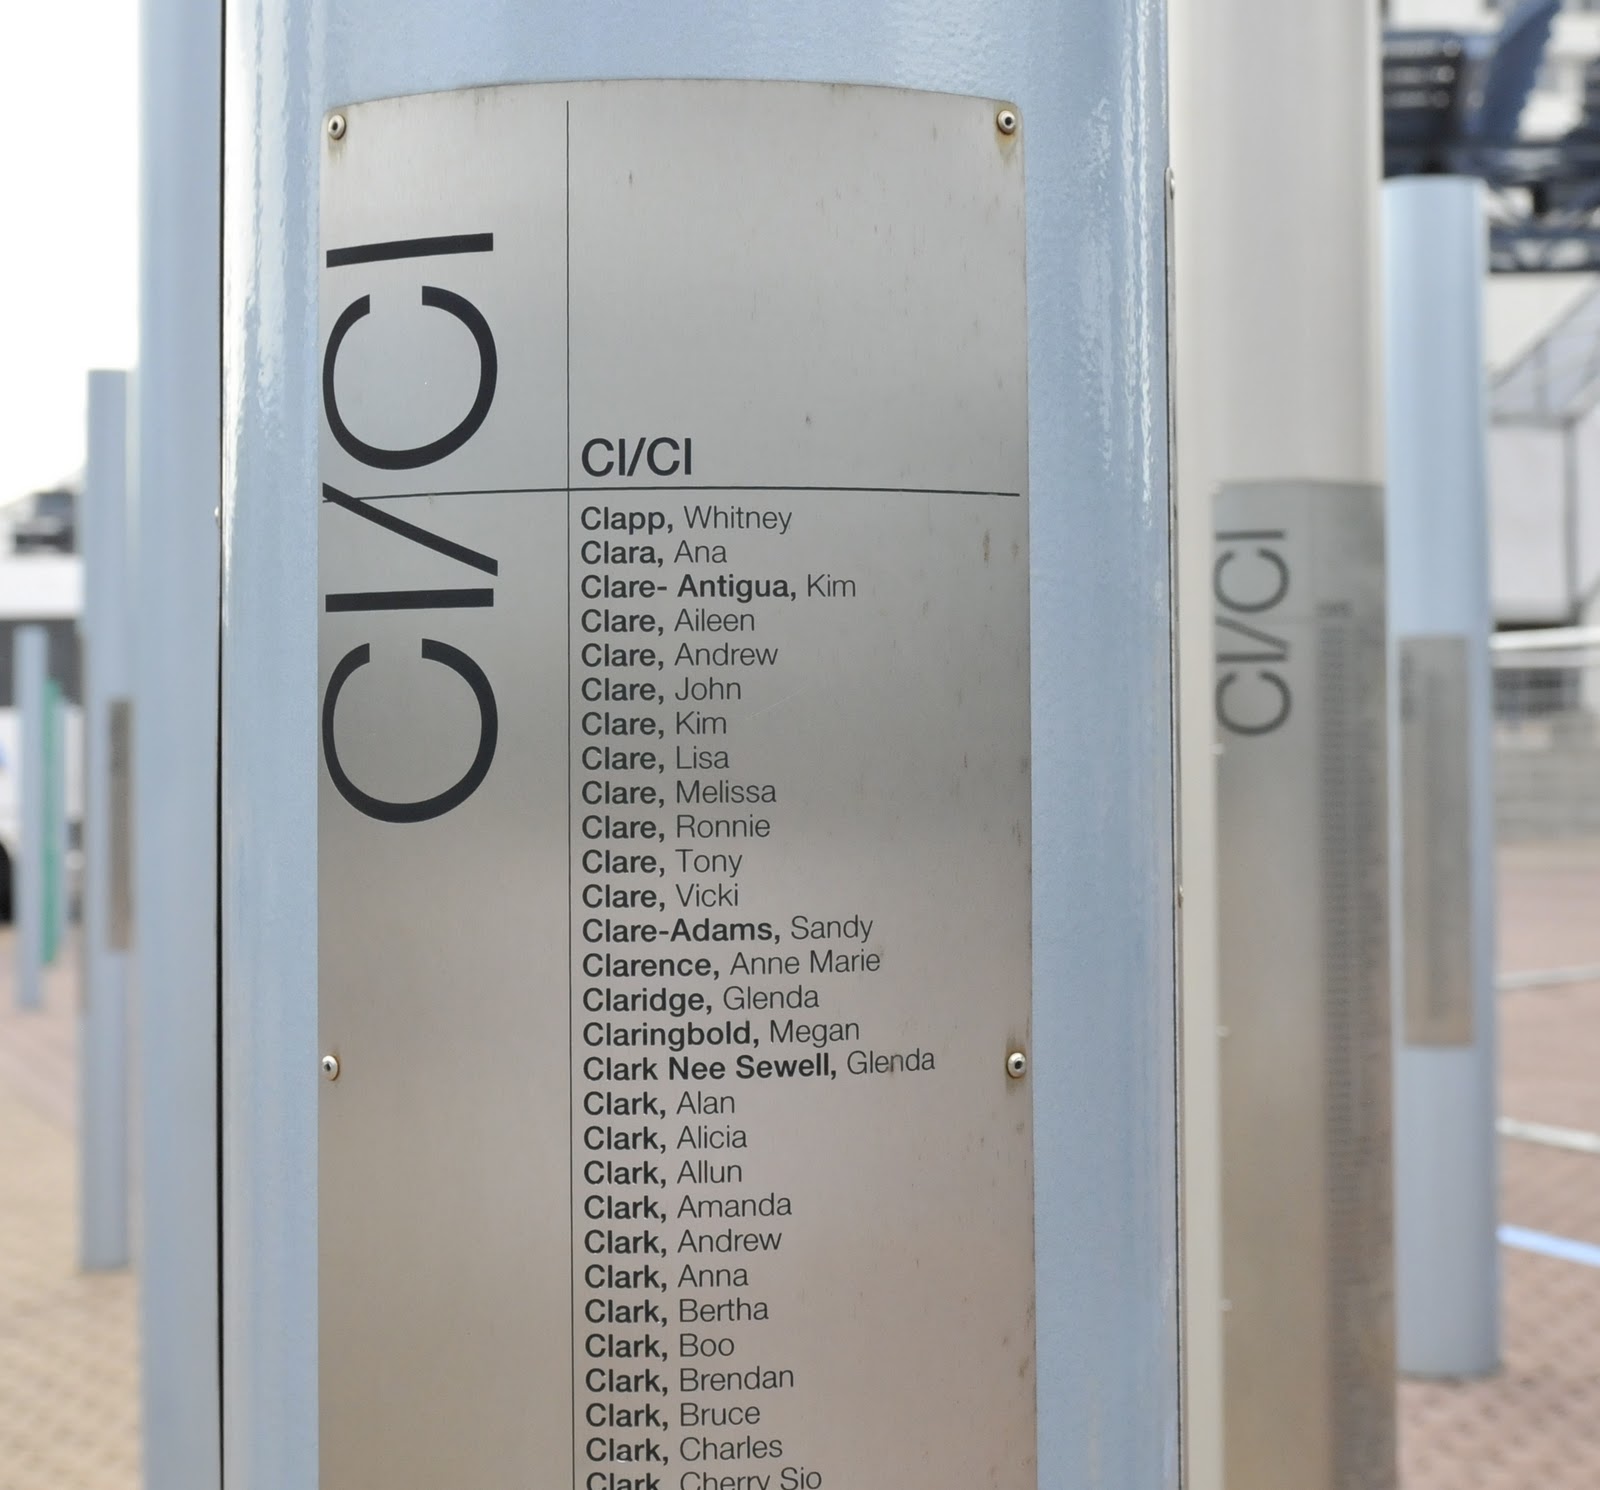 Cl/Cl
Cl/Cl
Clapp, Whitney
Clara, Ana
Clare- Antigua, Kim
Clare, Aileen
Clare, Andrew
Clare, John
Clare, Kim
Clare, Lisa
Clare, Melissa
Clare, Ronnie
Clare, Tony
Clare, Vicki
Clare-Adams, Sandy
Clarence, Anne Marie
Claridge, Glenda
Claringbold, Megan
Clark Nee Sewell, Glenda
Clark, Alan
Clark, Alicia
Clark, Allun
Clark, Amanda
Clark, Andrew
Clark, Anna
Clark, Bertha
Clark, Boo
Clark, Brendan
Clark, Bruce
Clark, Charles
Clark, Cherry Sio
Cl/Cl